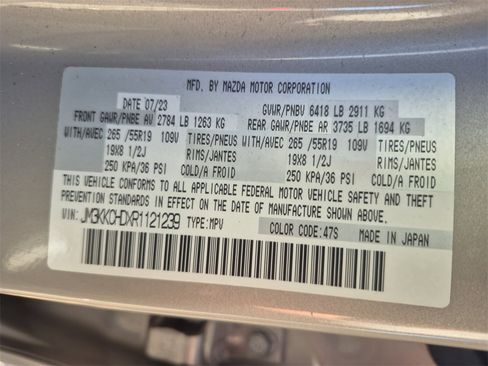 MFD. BY MAZDA MOTOR CORPORATION
DATE 07/23 GVWR/PNBV 6418 LB 2911 KG
FRONT GAWR/PNBE AV 2784 LB 1263 KG REAR GAWR/PNBE AR 3735 LB 1694 KG
WITH/AVEC 265 /55R19 109V TIRES/PNEUS WITH/AVEC 265 /55R19 109V TIRES/PNEUS
19X8 1/2J RIMS/JANTES 19X8 1/2J RIMS/JANTES
250 KPA/36 PSI COLD/A FROID 250 KPA/36 PSI COLD/A FROID
THIS VEHICLE CONFORMS TO ALL APPLICABLE FEDERAL MOTOR VEHICLE SAFETY AND THEFT
PREVENTION STANDARDS IN EFFECT ON THE DATE OF MANUFACTURE SHOWN ABOVE.
VIN: JM3KKCHDXR1121239 TYPE: MPV COLOR CODE: 47S MADE IN JAPAN